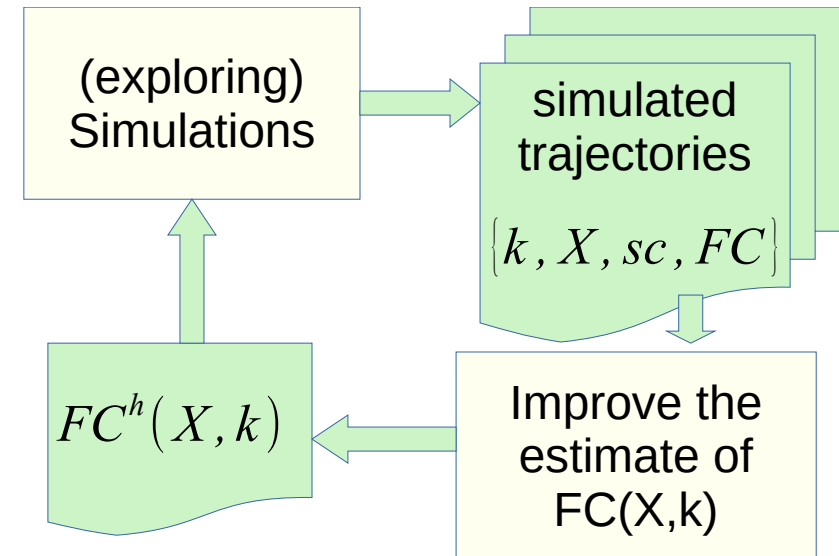 (exploring)
Simulations
simulated
trajectories
{k, X, sc, FC}
Improve the
estimate of
FC(X,k)
FC^h(X,k)